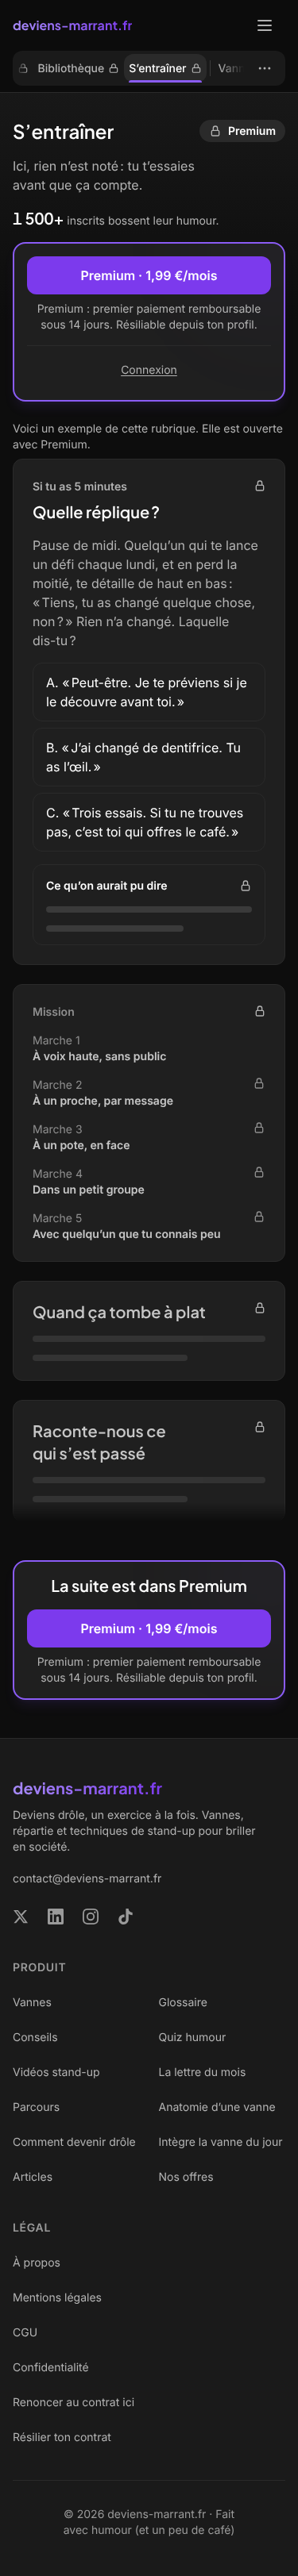 deviens-marrant.fr
Bibliothèque
S’entraîner
Vann
S’entraîner
Premium
Ici, rien n’est noté : tu t’essaies
avant que ça compte.
1 500+ inscrits bossent leur humour.
Premium · 1,99 €/mois
Premium : premier paiement remboursable
sous 14 jours. Résiliable depuis ton profil.
Connexion
Voici un exemple de cette rubrique. Elle est ouverte
avec Premium.
Si tu as 5 minutes
Quelle réplique ?
Pause de midi. Quelqu’un qui te lance
un défi chaque lundi, et en perd la
moitié, te détaille de haut en bas :
« Tiens, tu as changé quelque chose,
non ? » Rien n’a changé. Laquelle
dis-tu ?
A. « Peut-être. Je te préviens si je
le découvre avant toi. »
B. « J’ai changé de dentifrice. Tu
as l’œil. »
C. « Trois essais. Si tu ne trouves
pas, c’est toi qui offres le café. »
Ce qu’on aurait pu dire
Mission
Marche 1
À voix haute, sans public
Marche 2
À un proche, par message
Marche 3
À un pote, en face
Marche 4
Dans un petit groupe
Marche 5
Avec quelqu’un que tu connais peu
Quand ça tombe à plat
Raconte-nous ce
qui s’est passé
La suite est dans Premium
Premium · 1,99 €/mois
Premium : premier paiement remboursable
sous 14 jours. Résiliable depuis ton profil.
deviens-marrant.fr
Deviens drôle, un exercice à la fois. Vannes,
répartie et techniques de stand-up pour briller
en société.
contact@deviens-marrant.fr
PRODUIT
Vannes
Glossaire
Conseils
Quiz humour
Vidéos stand-up
La lettre du mois
Parcours
Anatomie d’une vanne
Comment devenir drôle
Intègre la vanne du jour
Articles
Nos offres
LÉGAL
À propos
Mentions légales
CGU
Confidentialité
Renoncer au contrat ici
Résilier ton contrat
© 2026 deviens-marrant.fr · Fait
avec humour (et un peu de café)